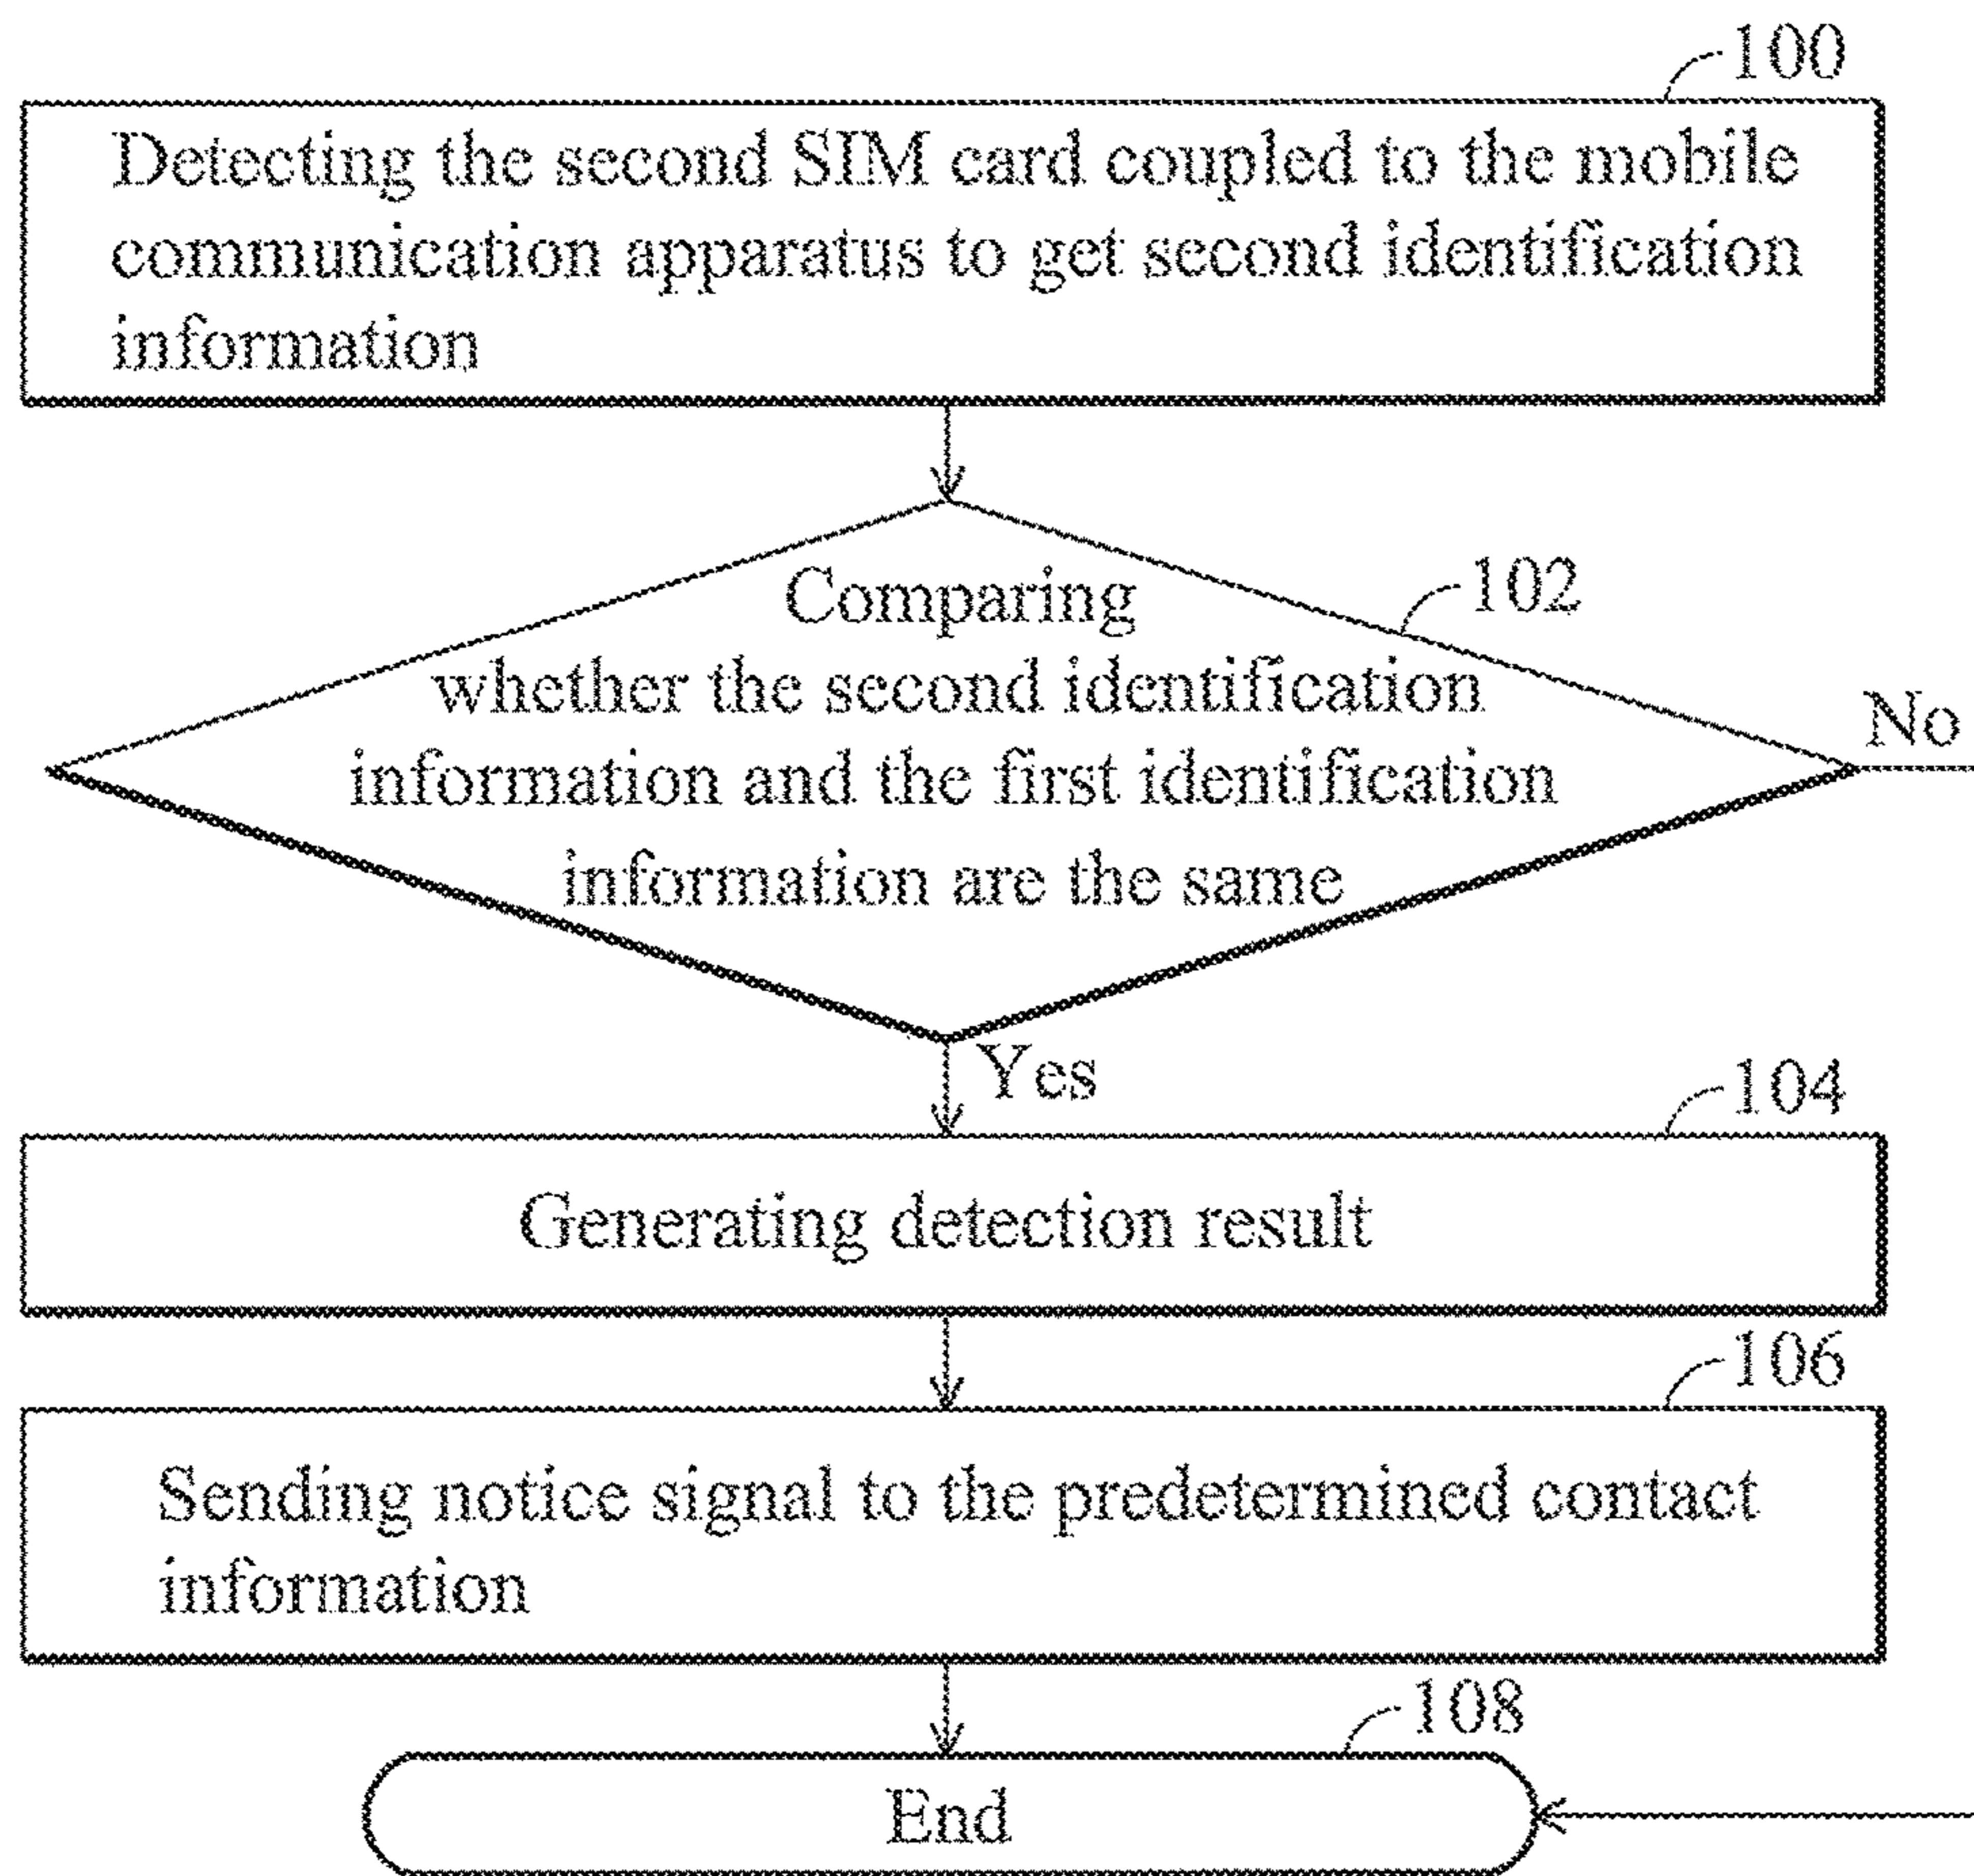 100
Detecting the second SIM card coupled to the mobile
communication apparatus to get second identification
information
102
Comparing
whether the second identification
information and the first identification
information are the same
No
Yes
104
Generating detection result
106
Sending notice signal to the predetermined contact
information
108
End